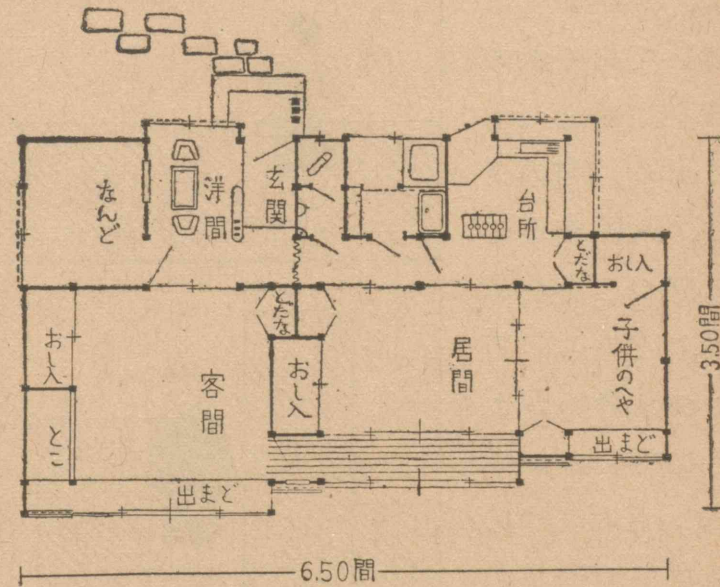 なんど
洋間
玄関
台所
とだな
おし入
おし入
とこ
客間
とだな
おし入
居間
子供のへや
出まど
出まど
3.50間
6.50間